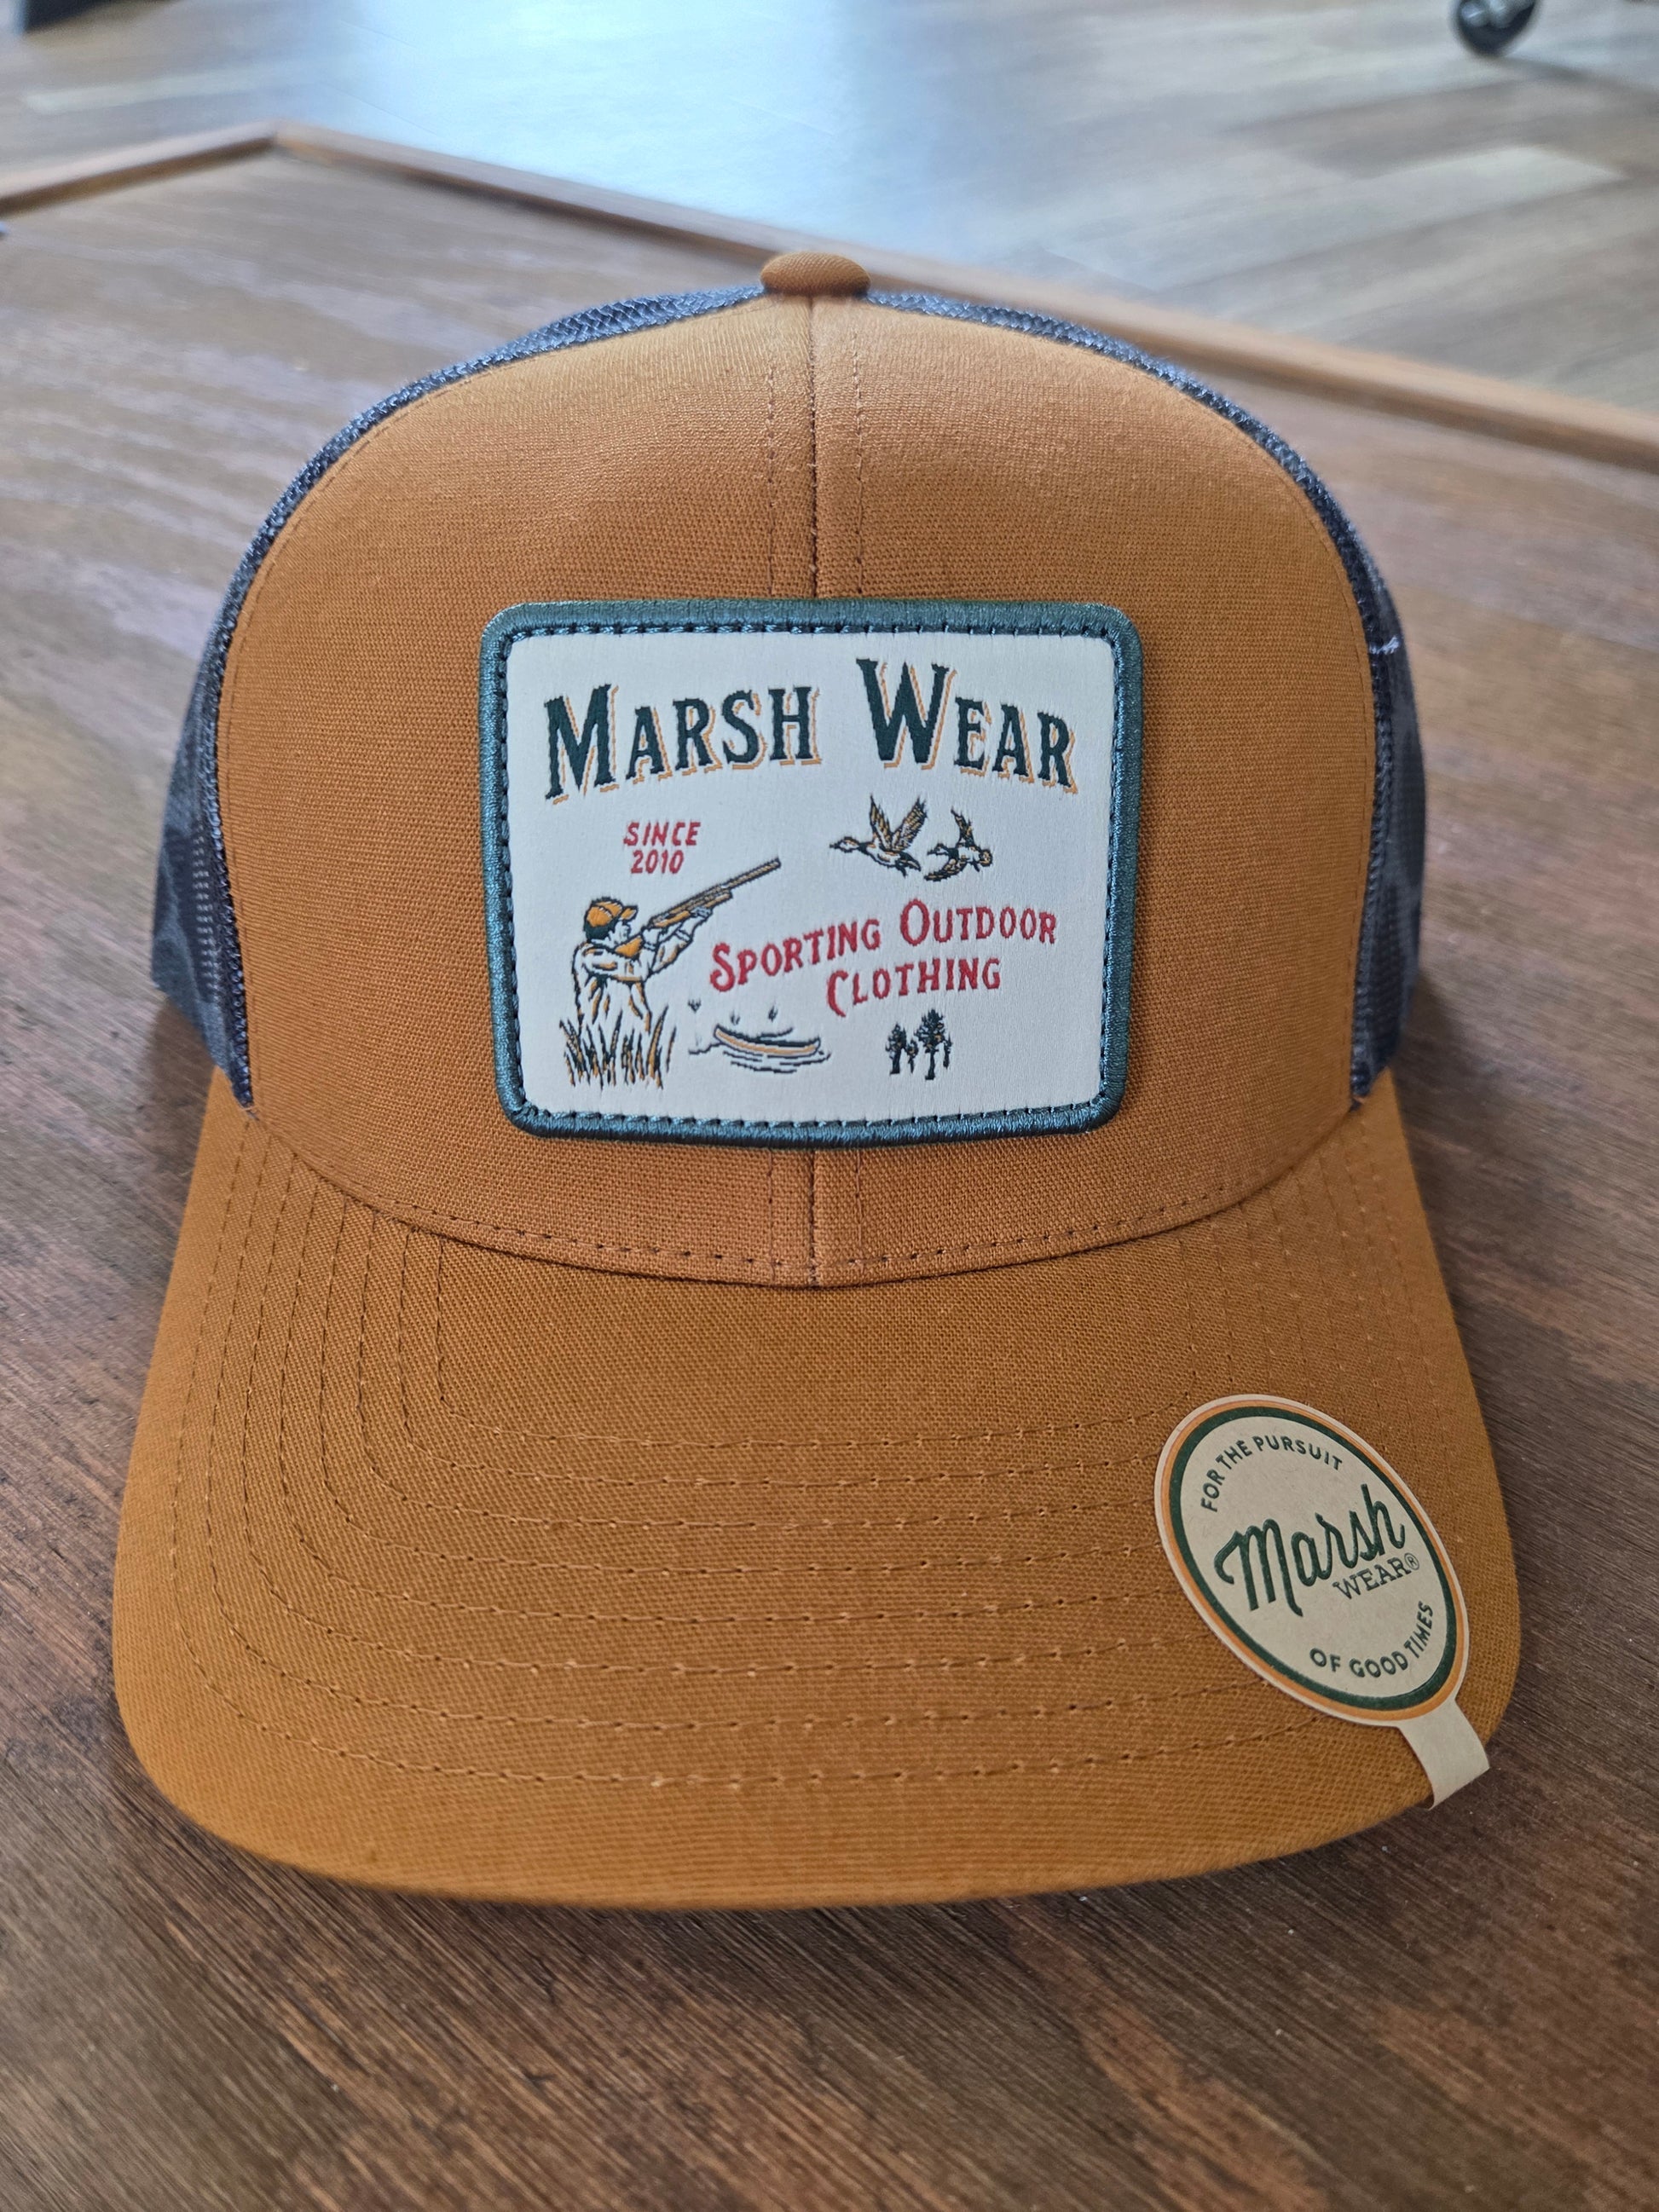 MARSH WEAR
SINCE
2010
SPORTING OUTDOOR
CLOTHING
FOR THE PURSUIT
Marsh
WEAR®
OF GOOD TIMES